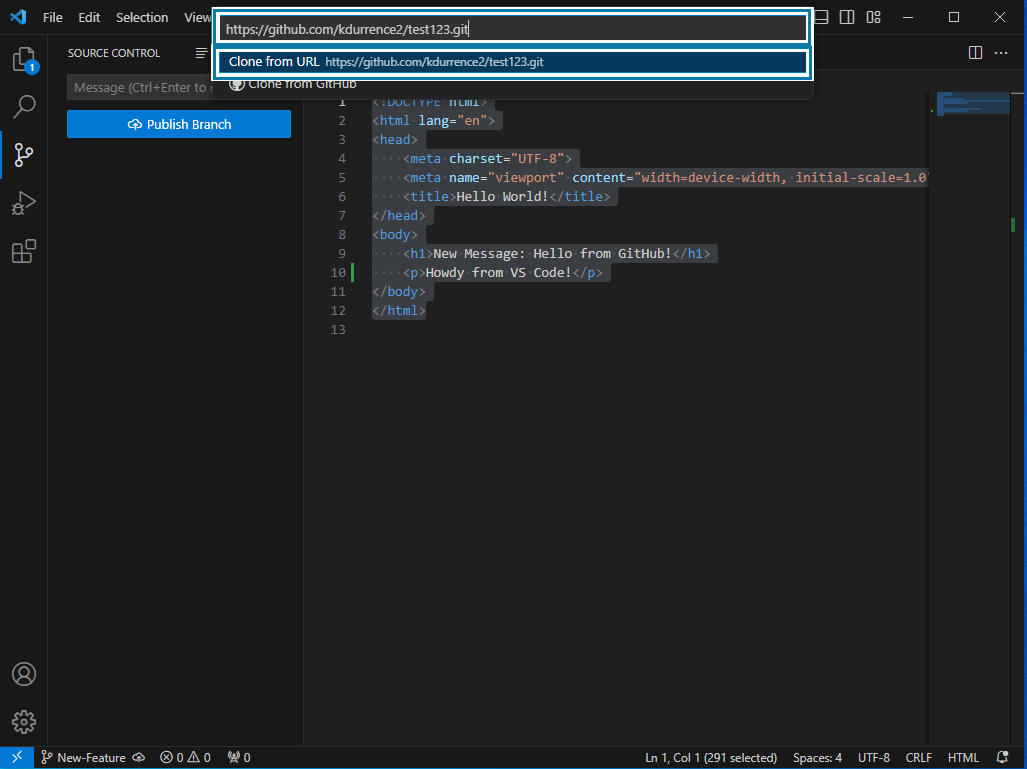 File Edit Selection View
https://github.com/kdurrence2/test123.git
Clone from URL https://github.com/kdurrence2/test123.git
Clone from GitHub
SOURCE CONTROL
1
Message (Ctrl+Enter to
Publish Branch
1 <!DOCTYPE html>
2 <html lang="en">
3 <head>
4 ····<meta charset="UTF-8">
5 ····<meta name="viewport" content="width=device-width, initial-scale=1.0
6 ····<title>Hello World!</title>
7 </head>
8 <body>
9 ····<h1>New Message: Hello from GitHub!</h1>
10 ····<p>Howdy from VS Code!</p>
11 </body>
12 </html>
13
New-Feature 0 0 0 Ln 1, Col 1 (291 selected) Spaces: 4 UTF-8 CRLF HTML